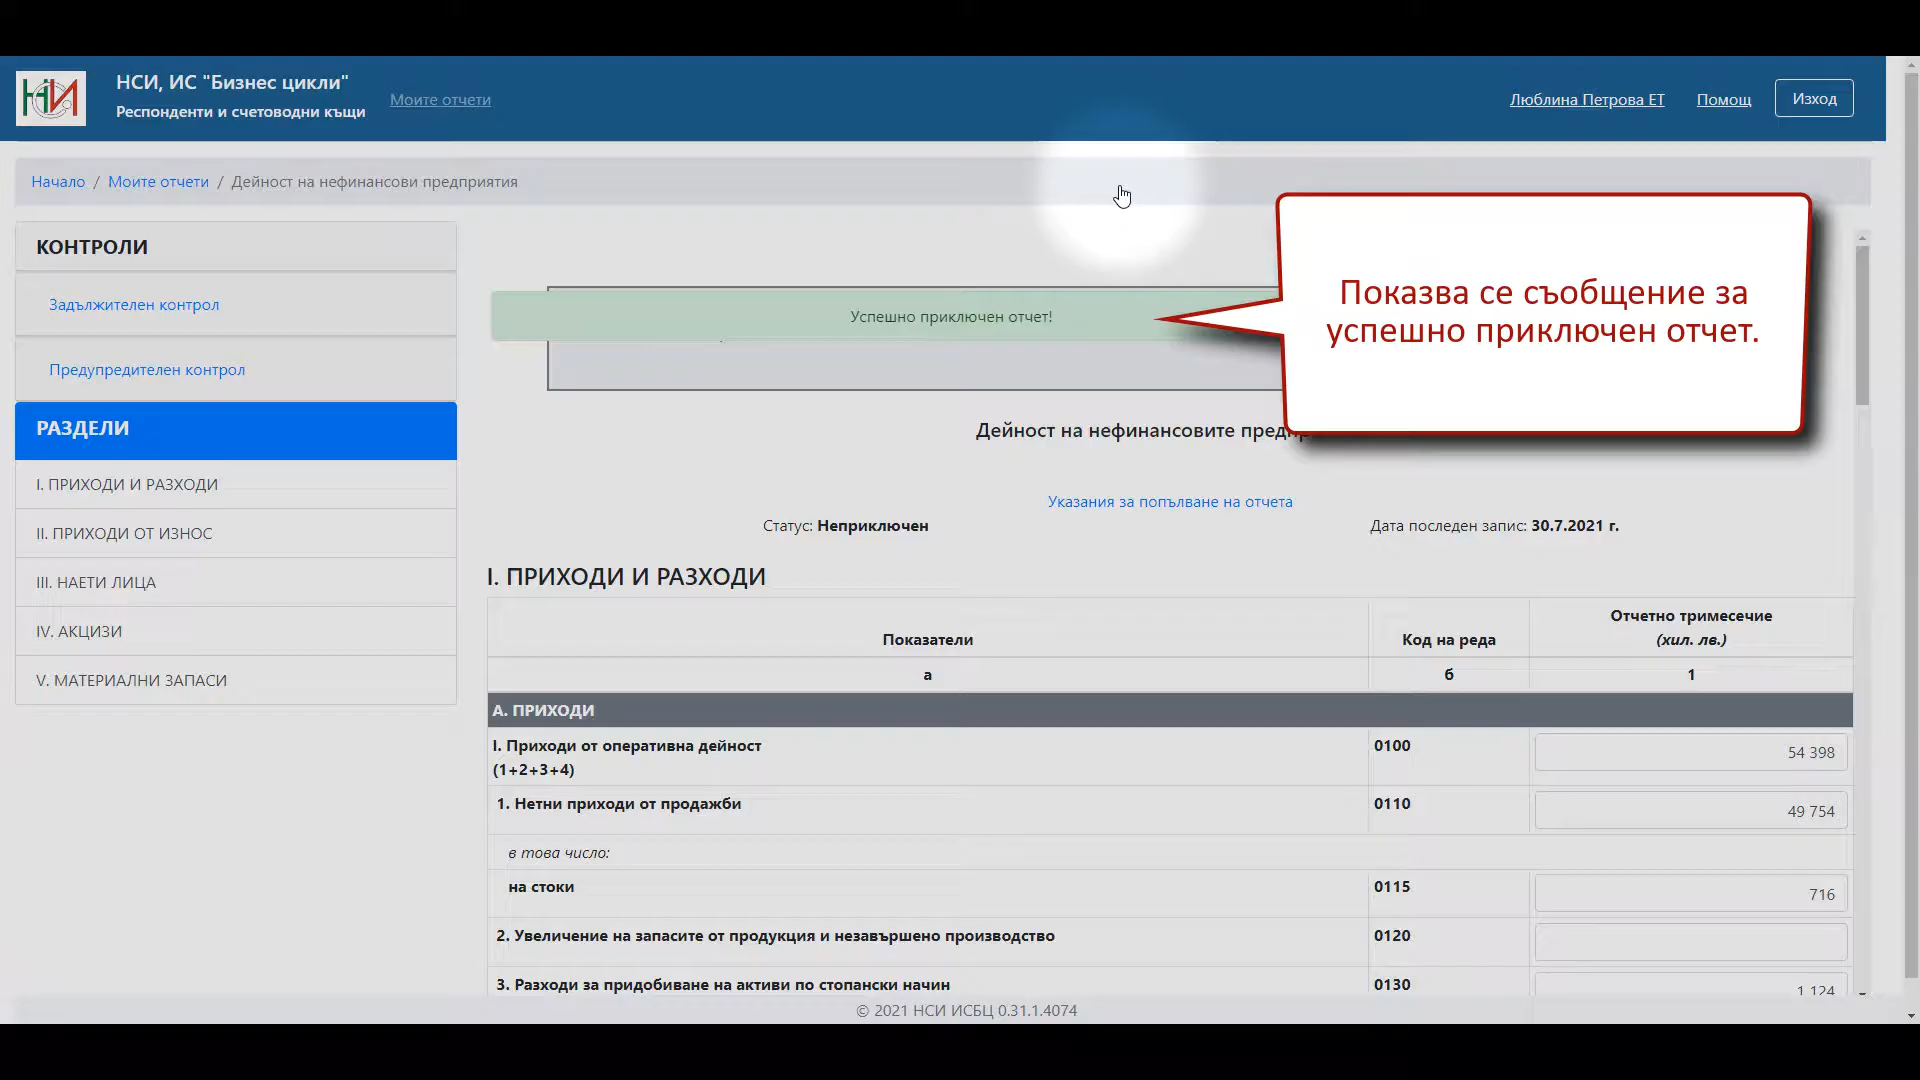 НСИ, ИС "Бизнес цикли"
Респонденти и счетоводни къщи
Моите отчети
Люблина Петрова ЕТ
Помощ
Изход
Начало / Моите отчети / Дейност на нефинансови предприятия
КОНТРОЛИ
Задължителен контрол
Предупредителен контрол
РАЗДЕЛИ
I. ПРИХОДИ И РАЗХОДИ
II. ПРИХОДИ ОТ ИЗНОС
III. НАЕТИ ЛИЦА
IV. АКЦИЗИ
V. МАТЕРИАЛНИ ЗАПАСИ
Успешно приключен отчет!
Показва се съобщение за
успешно приключен отчет.
Дейност на нефинансовите
Указания за попълване на отчета
Статус: Неприключен
Дата последен запис: 30.7.2021 г.
I. ПРИХОДИ И РАЗХОДИ
Показатели
Код на реда
Отчетно тримесечие
(хил. лв.)
а
б
1
А. ПРИХОДИ
I. Приходи от оперативна дейност
(1+2+3+4)
0100
54 398
1. Нетни приходи от продажби
0110
49 754
в това число:
на стоки
0115
716
2. Увеличение на запасите от продукция и незавършено производство
0120
3. Разходи за придобиване на активи по стопански начин
0130
1 124
© 2021 НСИ ИСБЦ 0.31.1.4074